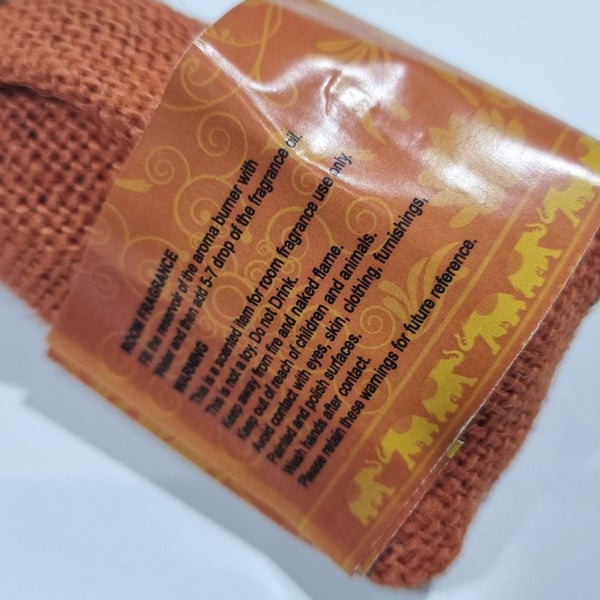 ROOM FRAGRANCE
Fill the reservoir of the aroma burner with
Water and then add 5-7 drop of the fragrance oil.
WARNING
This is a scented item for room fragrance use only.
This is not a toy, Do not Drink.
Keep away from fire and naked flame.
Keep out of reach of children and animals.
Avoid contact with eyes, skin, clothing, furnishings,
Painted and polish surfaces.
Wash hands after contact.
Please retain these warnings for future reference.